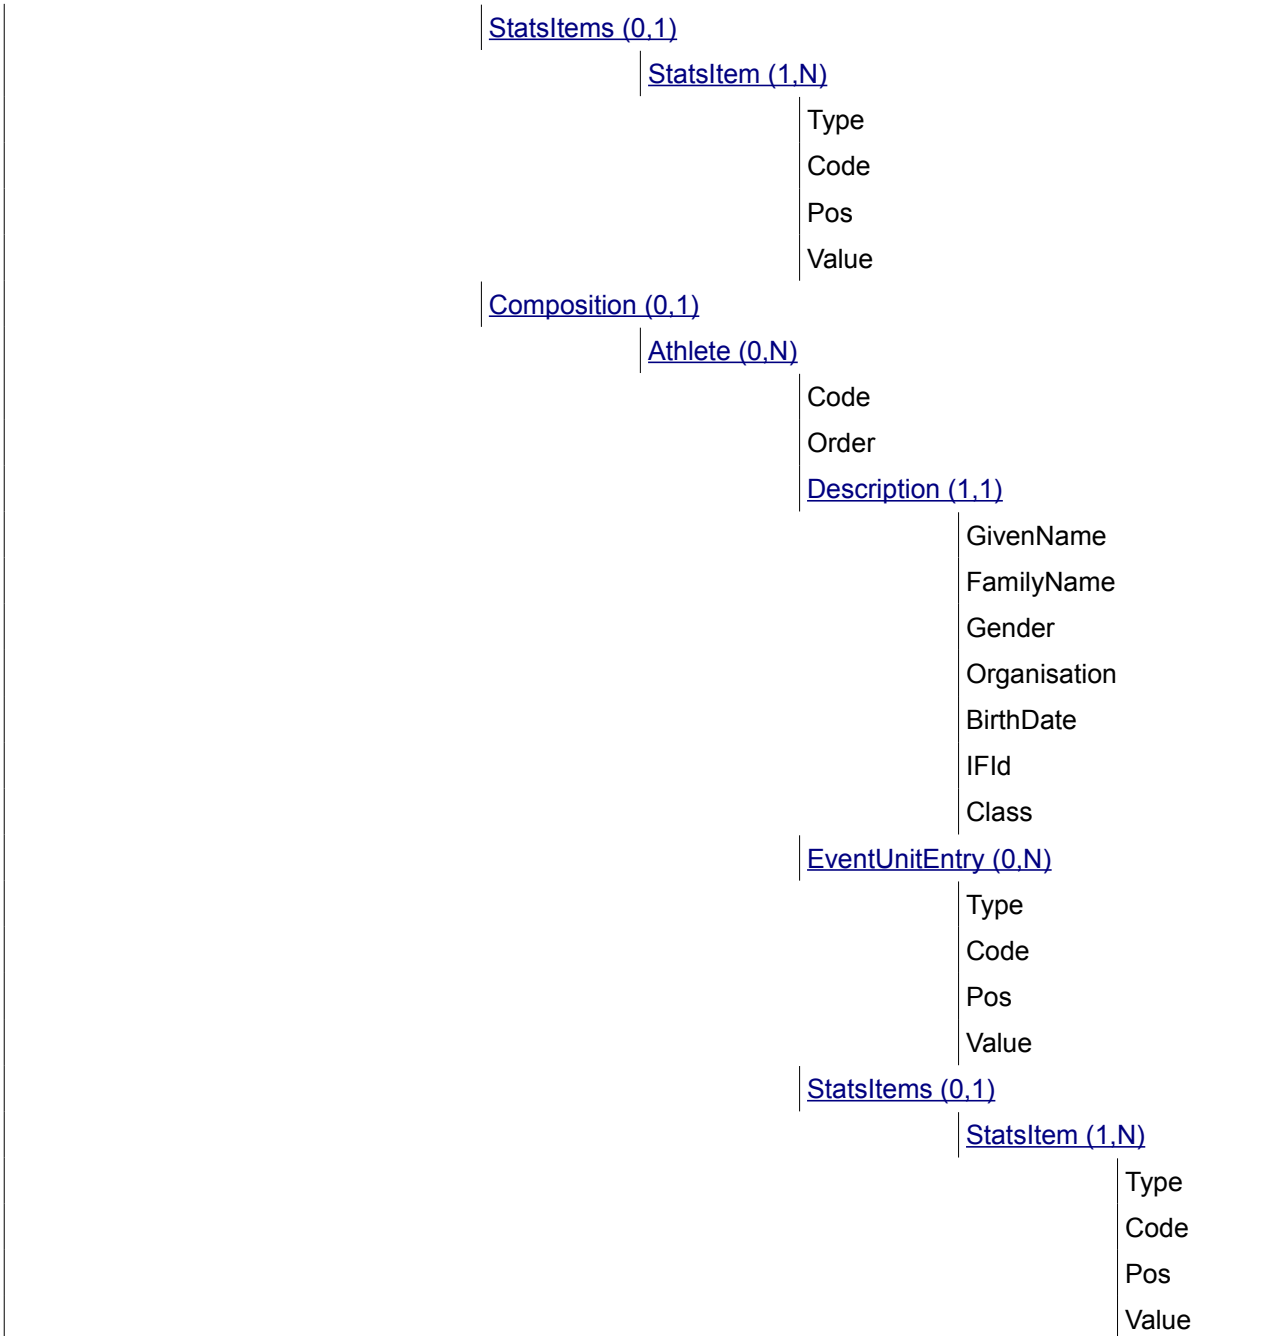 StatsItems (0,1)
StatsItem (1,N)
Type
Code
Pos
Value
Composition (0,1)
Athlete (0,N)
Code
Order
Description (1,1)
GivenName
FamilyName
Gender
Organisation
BirthDate
IFId
Class
EventUnitEntry (0,N)
Type
Code
Pos
Value
StatsItems (0,1)
StatsItem (1,N)
Type
Code
Pos
Value